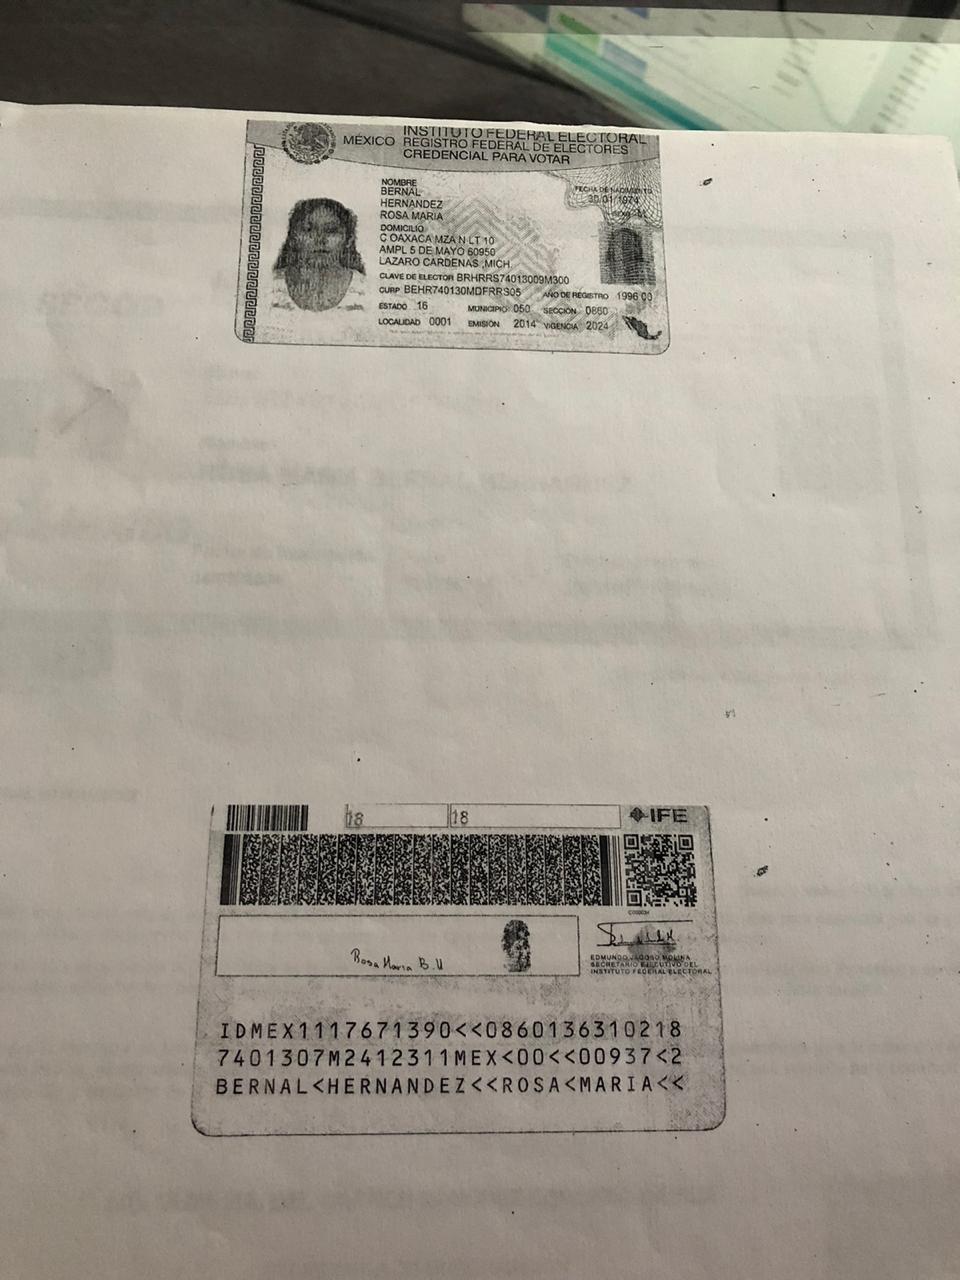 INSTITUTO FEDERAL ELECTORAL
MÉXICO REGISTRO FEDERAL DE ELECTORES
CREDENCIAL PARA VOTAR
NOMBRE
BERNAL
HERNANDEZ
ROSA MARIA
FECHA DE NACIMIENTO
30/01/1974
DOMICILIO
C OAXACA MZA N LT 10
AMPL 5 DE MAYO 60950
LAZARO CARDENAS ,MICH.
CLAVE DE ELECTOR BRHRRS74013009M300
CURP BEHR740130MDFRRS05 AÑO DE REGISTRO 1996 00
ESTADO 16 MUNICIPIO 050 SECCIÓN 0860
LOCALIDAD 0001 EMISIÓN 2014 VIGENCIA 2024
18 18 IFE
Rosa Maria B.
EDMUNDO JACOBO MOLINA
SECRETARIO EJECUTIVO DEL
INSTITUTO FEDERAL ELECTORAL
IDMEX1117671390<<0860136310218
7401307M2412311MEX<00<<00937<2
BERNAL<HERNANDEZ<<ROSA<MARIA<<